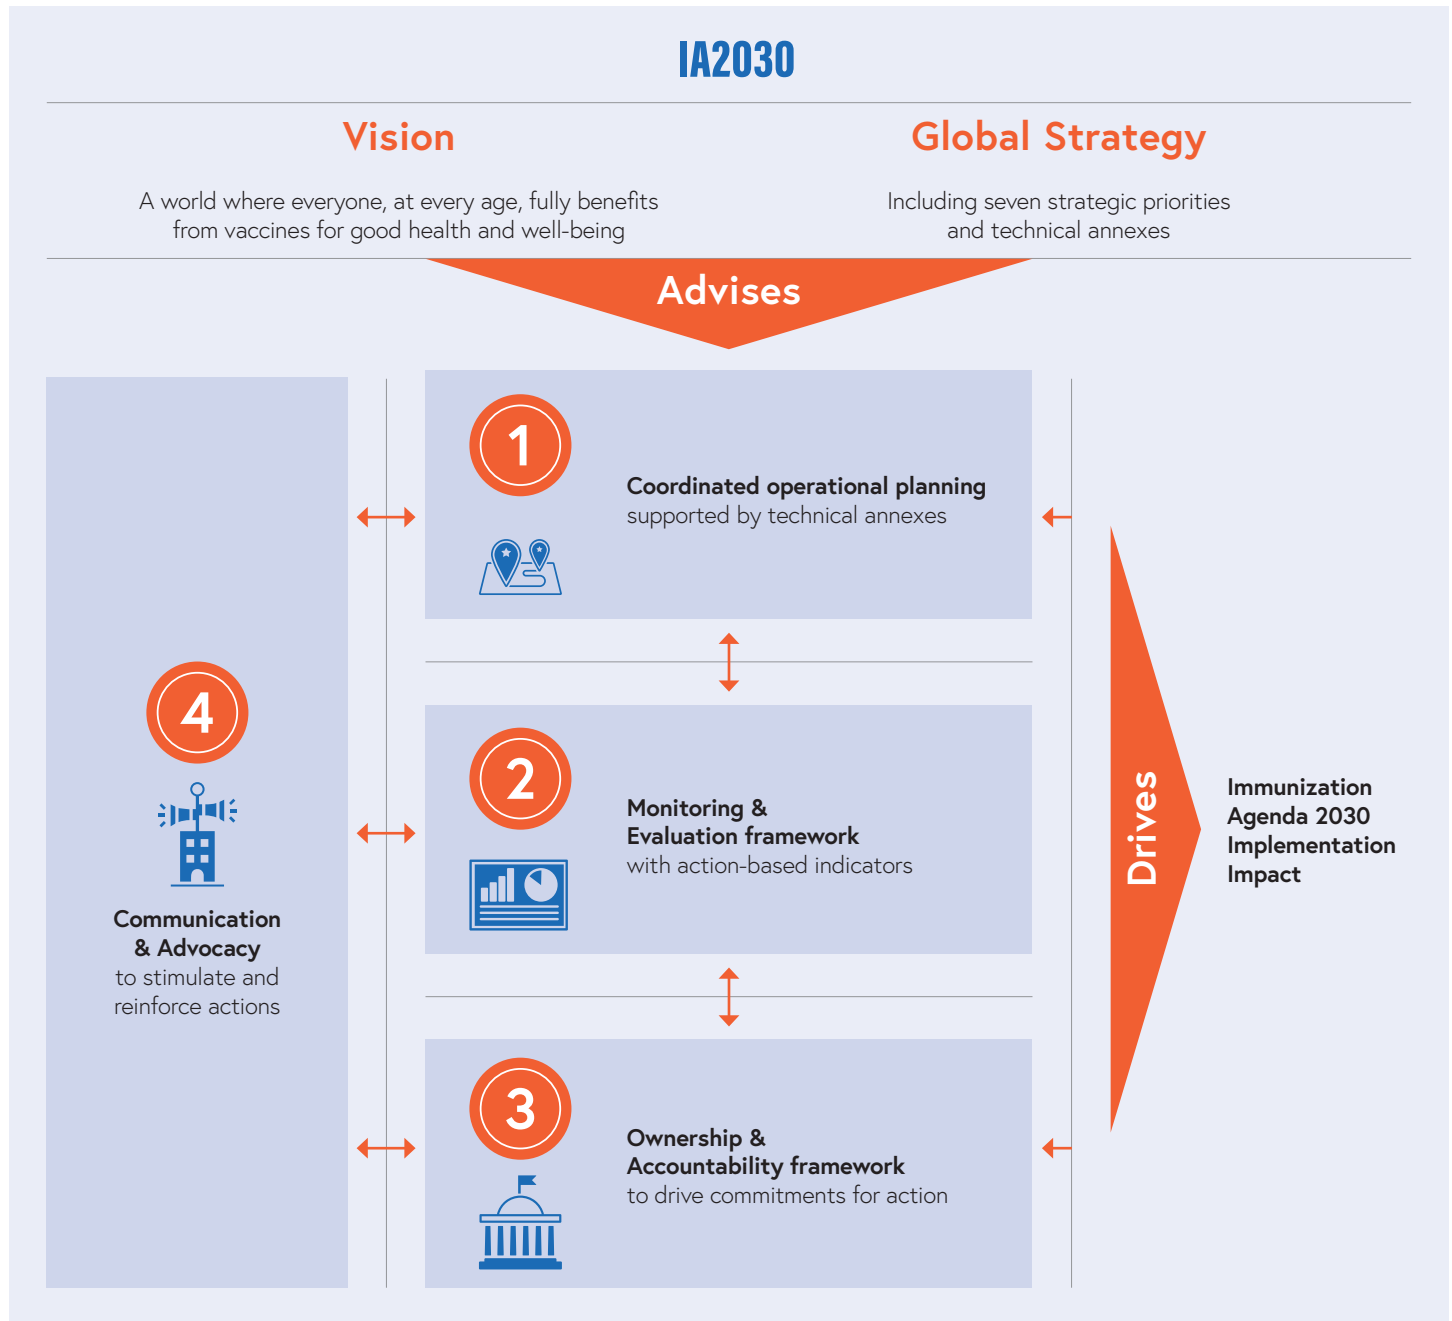 IA2030
Vision
A world where everyone, at every age, fully benefits
from vaccines for good health and well-being
Global Strategy
Including seven strategic priorities
and technical annexes
Advises
1
Coordinated operational planning
supported by technical annexes
2
Monitoring &
Evaluation framework
with action-based indicators
3
Ownership &
Accountability framework
to drive commitments for action
4
Communication
& Advocacy
to stimulate and
reinforce actions
Drives
Immunization
Agenda 2030
Implementation
Impact